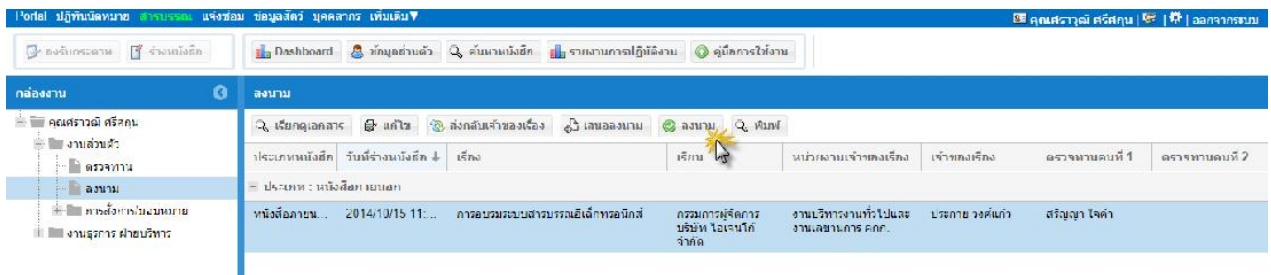 Portal ปฏิทินนัดหมาย สารบรรณ แจ้งซ่อม ข้อมูลสัตว์ บุคลากร เพิ่มเติม▼ คุณศราวุฒิ ศรีสกุน | | ออกจากระบบ
ลงรับกระดาษ ร่างหนังสือ Dashboard ข้อมูลส่วนตัว ค้นหาหนังสือ รายงานการปฏิบัติงาน คู่มือการใช้งาน
กล่องงาน ลงนาม
คุณศราวุฒิ ศรีสกุน เรียกดูเอกสาร แก้ไข ส่งกลับเจ้าของเรื่อง เสนอลงนาม ลงนาม พิมพ์
งานส่วนตัว
ตรวจทาน ประเภทหนังสือ วันที่ร่างหนังสือ เรื่อง เรียน หน่วยงานเจ้าของเรื่อง เจ้าของเรื่อง ตรวจทานคนที่ 1 ตรวจทานคนที่ 2
ลงนาม ประเภท : หนังสือภายนอก
การสั่งการ/มอบหมาย หนังสือภายน... 2014/10/15 11:... การอบรมระบบสารบรรณอิเล็กทรอนิกส์ กรรมการผู้จัดการ งานบริหารงานทั่วไปและ ประกาย วงค์แก้ว สริญญา ใจคำ
งานธุรการ ฝ่ายบริหาร บริษัท งานเลขานุการ
จำกัด